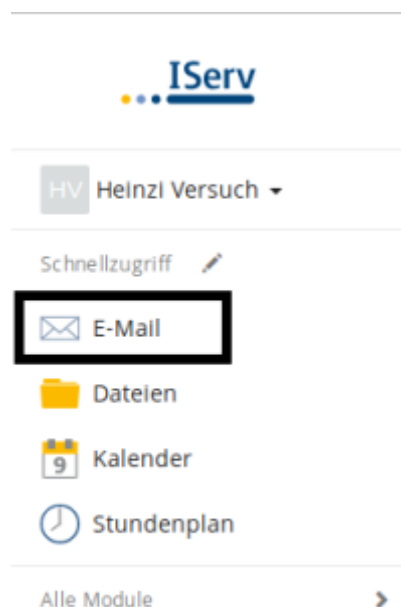 IServ
HV Heinzi Versuch
Schnellzugriff
E-Mail
Dateien
9 Kalender
Stundenplan
Alle Module